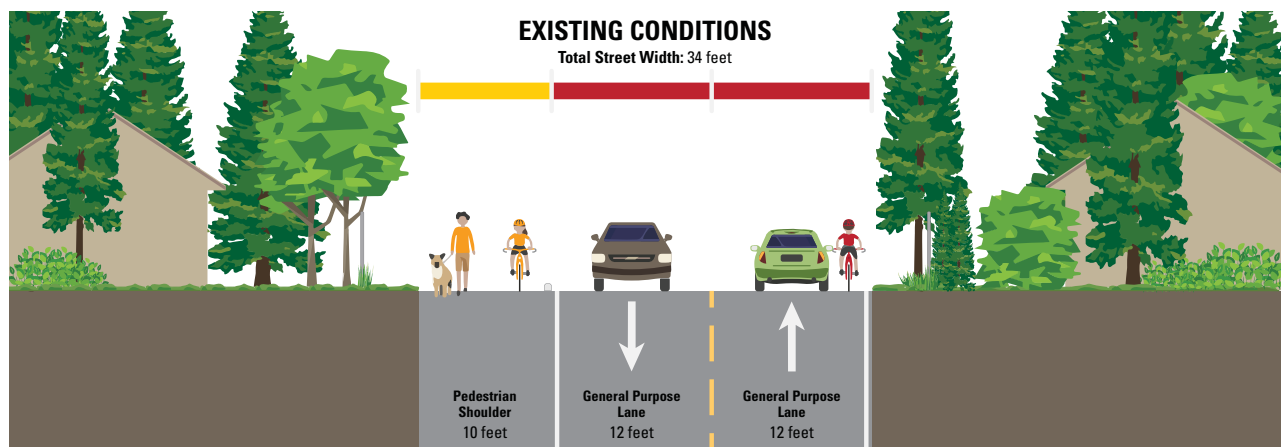 EXISTING CONDITIONS
Total Street Width: 34 feet
Pedestrian
Shoulder
10 feet
General Purpose
Lane
12 feet
General Purpose
Lane
12 feet